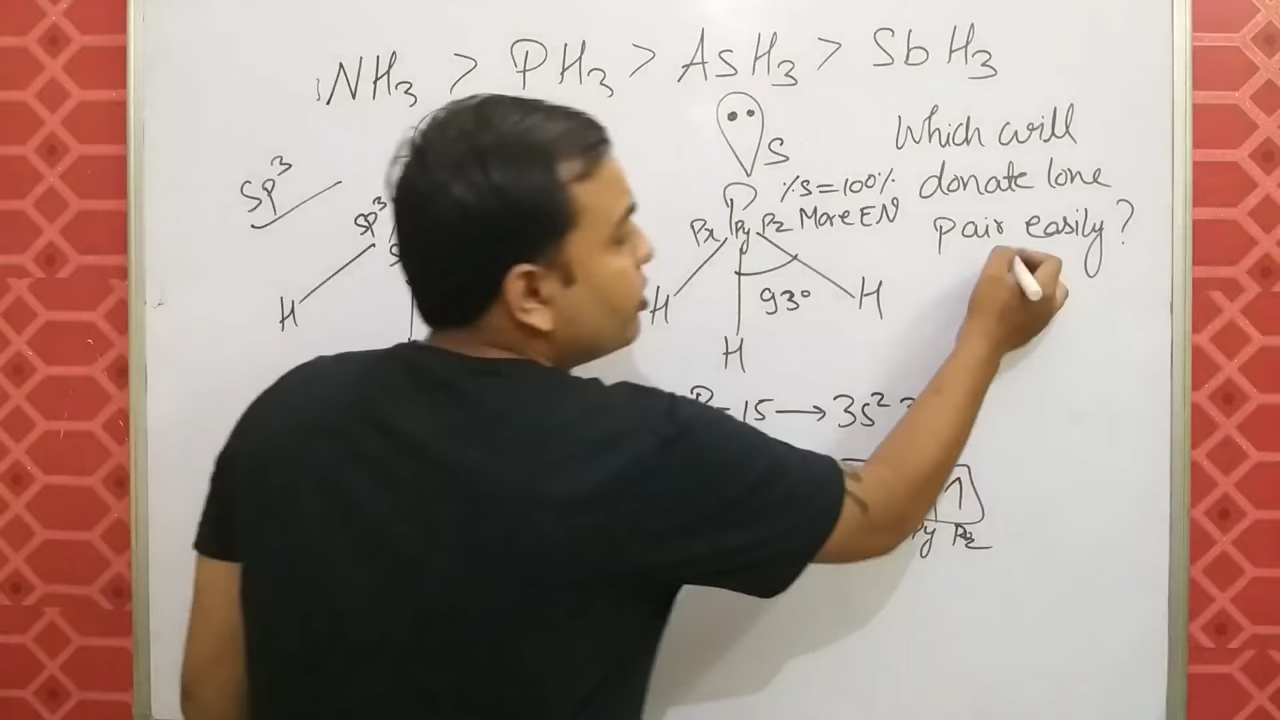 NH₃ > PH₃ > AsH₃ > SbH₃
Which will
donate lone
pair easily?
S
%S=100%
More EN
P
Px Py Pz
H
H
H
93°
SP³
SP³
H
P-15→3s²
1
Py Pz